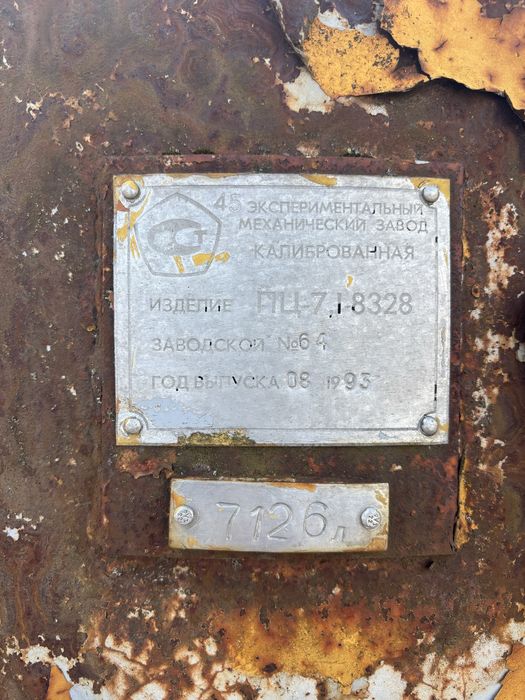 45 ЭКСПЕРИМЕНТАЛЬНЫЙ
МЕХАНИЧЕСКИЙ ЗАВОД
КАЛИБРОВАННАЯ
ИЗДЕЛИЕ ПЦ-7,1 8328
ЗАВОДСКОЙ №64
ГОД ВЫПУСКА 08 1993
7126л